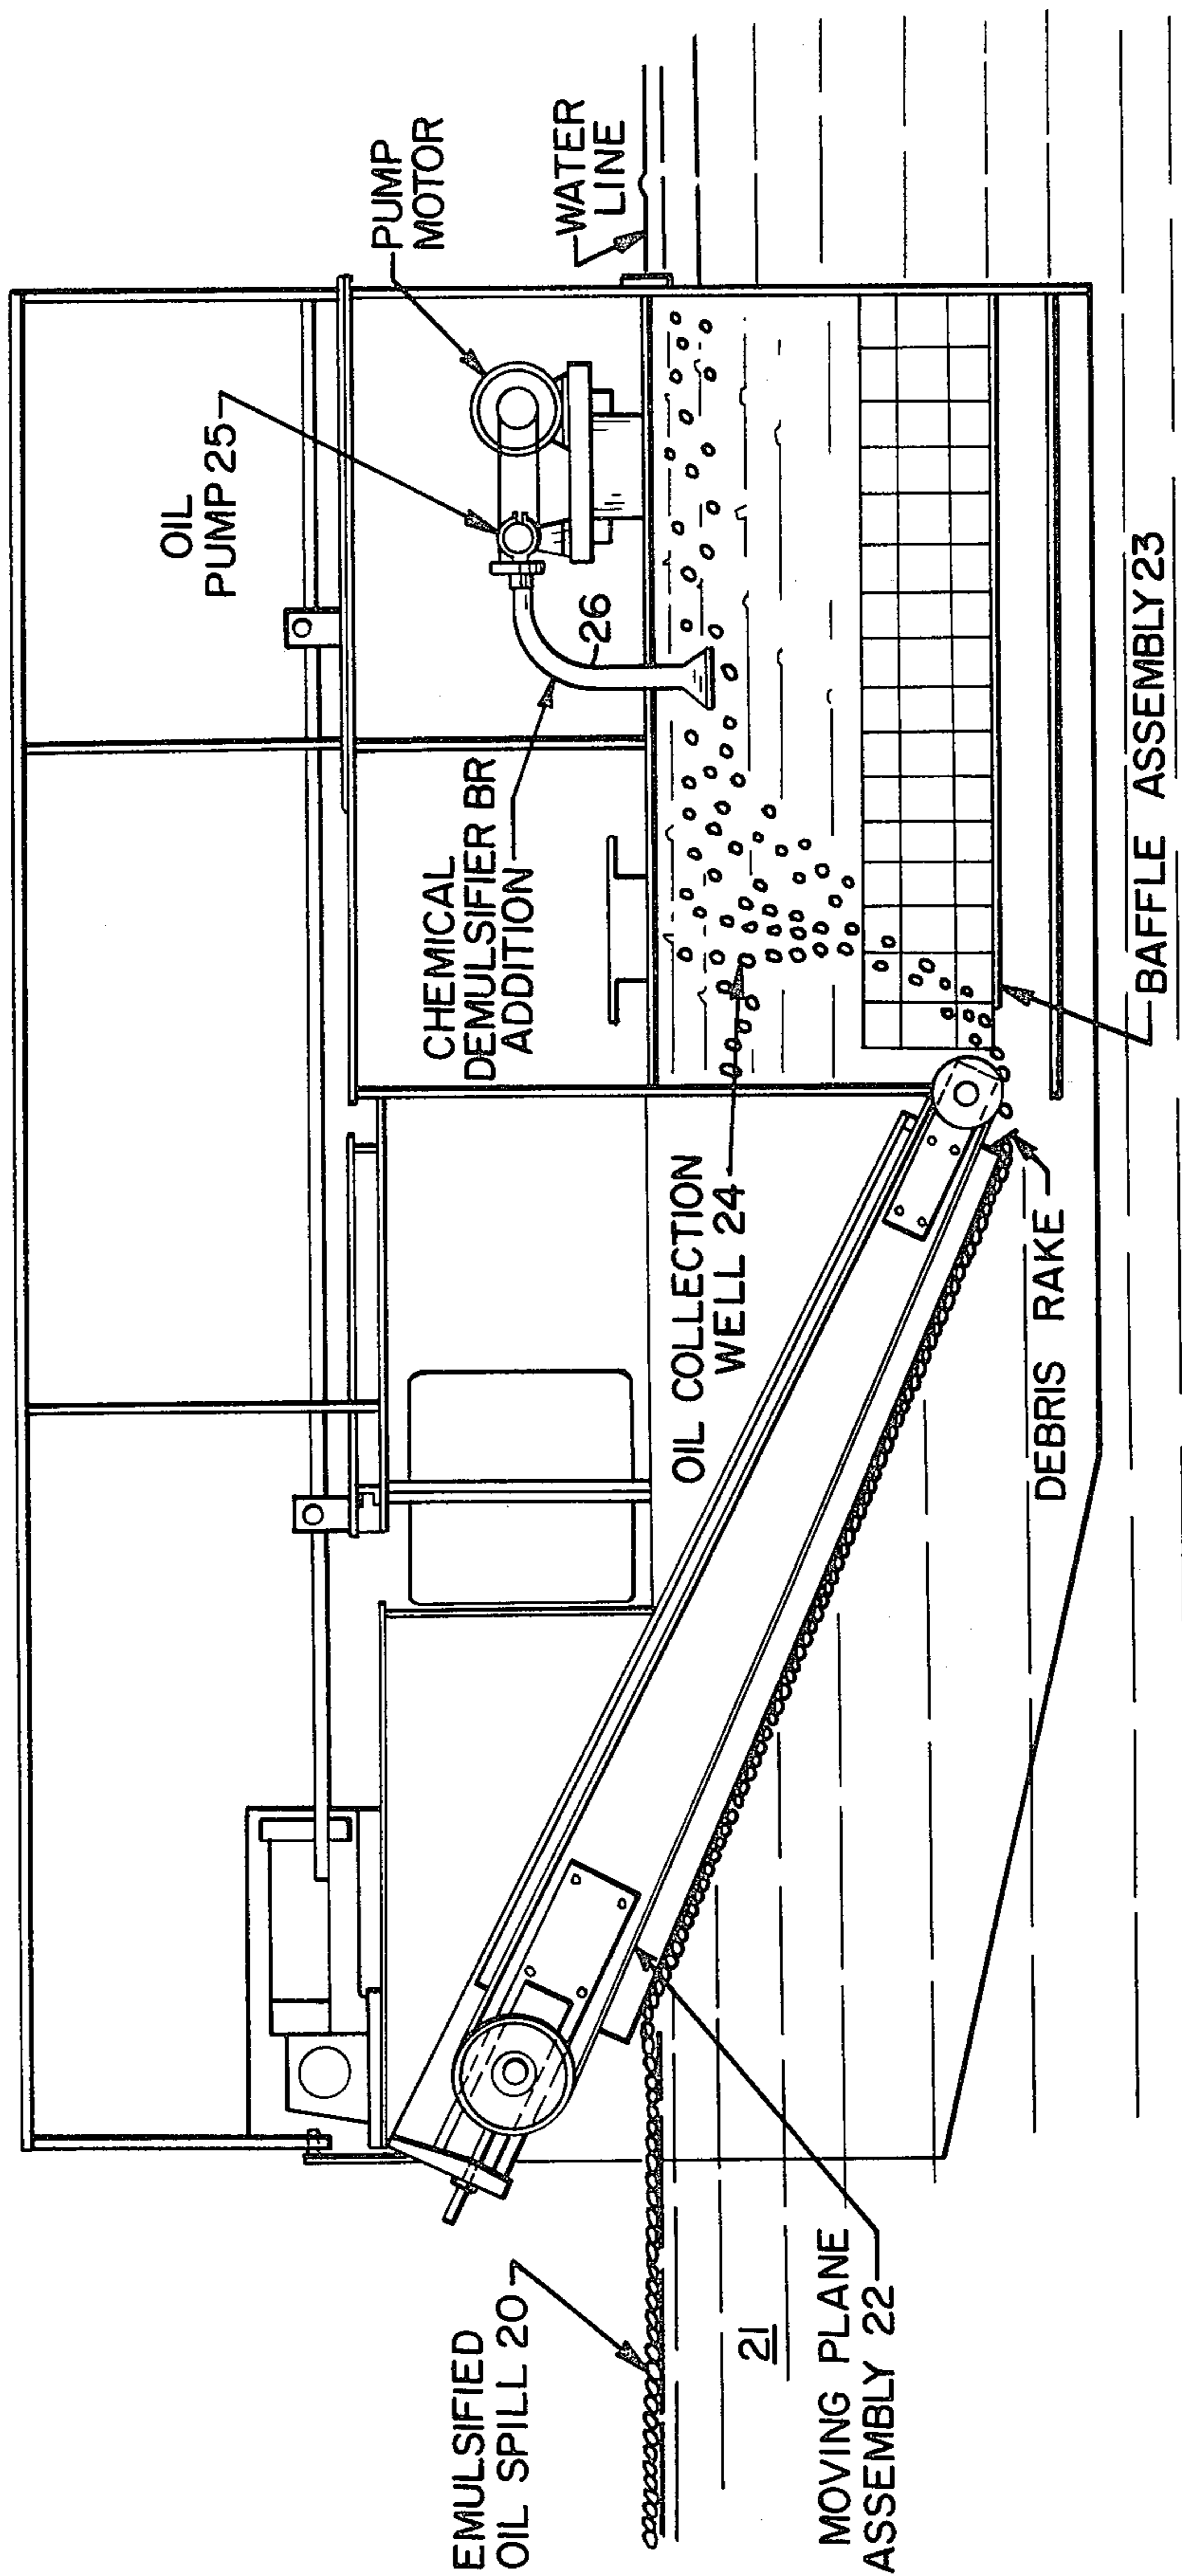 EMULSIFIED
OIL SPILL 20
21
MOVING PLANE
ASSEMBLY 22
OIL COLLECTION
WELL 24
DEBRIS RAKE
CHEMICAL
DEMULSIFIER BR
ADDITION
26
OIL
PUMP 25
PUMP
MOTOR
WATER
LINE
BAFFLE ASSEMBLY 23